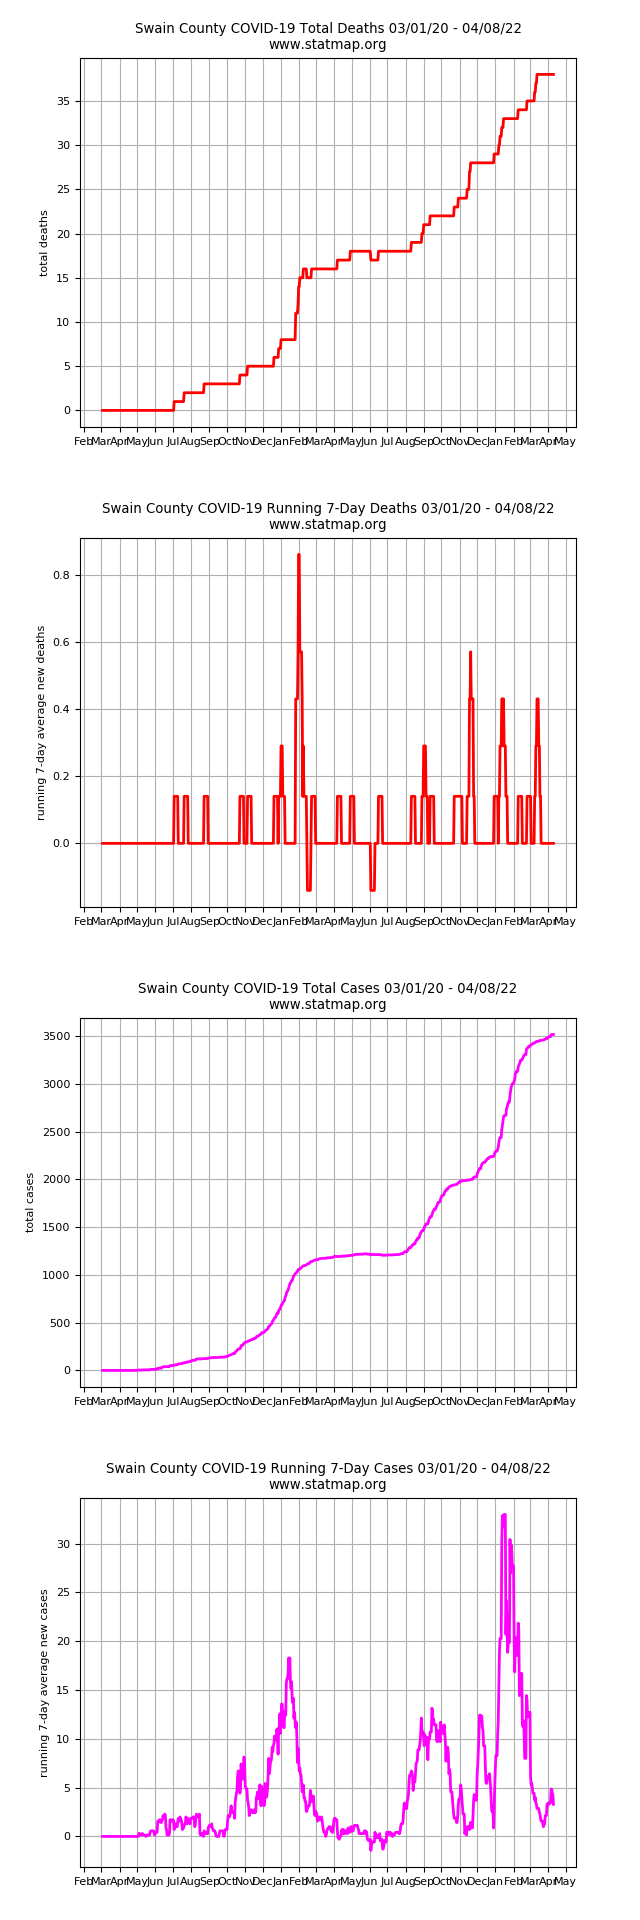 Swain County COVID-19 Total Deaths 03/01/20 - 04/08/22
www.statmap.org
total deaths
35
30
25
20
15
10
5
0
Feb Mar Apr May Jun Jul Aug Sep Oct Nov Dec Jan Feb Mar Apr May Jun Jul Aug Sep Oct Nov Dec Jan Feb Mar Apr May
Swain County COVID-19 Running 7-Day Deaths 03/01/20 - 04/08/22
www.statmap.org
running 7-day average new deaths
0.8
0.6
0.4
0.2
0.0
Feb Mar Apr May Jun Jul Aug Sep Oct Nov Dec Jan Feb Mar Apr May Jun Jul Aug Sep Oct Nov Dec Jan Feb Mar Apr May
Swain County COVID-19 Total Cases 03/01/20 - 04/08/22
www.statmap.org
total cases
3500
3000
2500
2000
1500
1000
500
0
Feb Mar Apr May Jun Jul Aug Sep Oct Nov Dec Jan Feb Mar Apr May Jun Jul Aug Sep Oct Nov Dec Jan Feb Mar Apr May
Swain County COVID-19 Running 7-Day Cases 03/01/20 - 04/08/22
www.statmap.org
running 7-day average new cases
30
25
20
15
10
5
0
Feb Mar Apr May Jun Jul Aug Sep Oct Nov Dec Jan Feb Mar Apr May Jun Jul Aug Sep Oct Nov Dec Jan Feb Mar Apr May